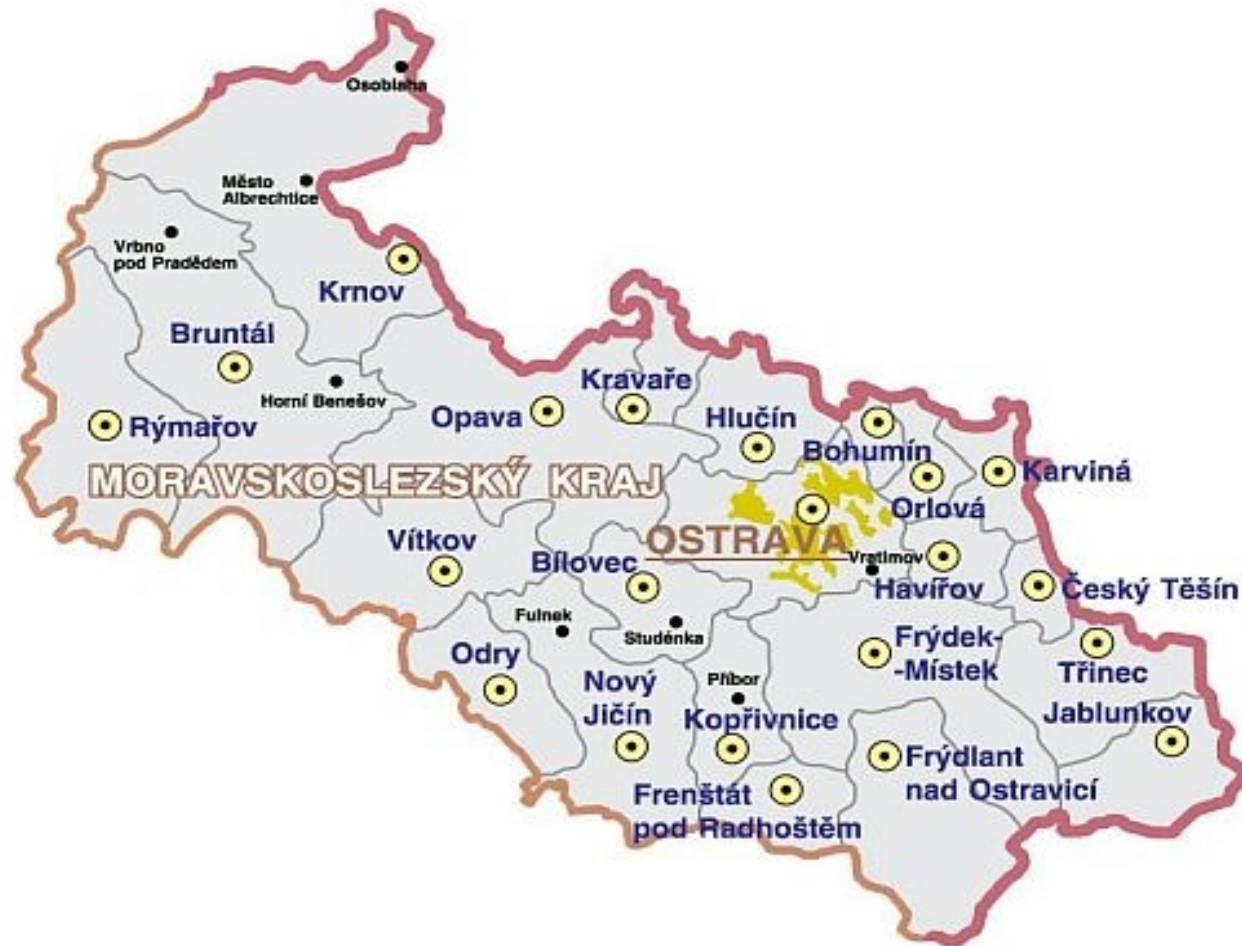 Osoblaha
Město
Albrechtice
Vrbno
pod Pradědem
Krnov
Bruntál
Kravaře
Horní Benešov
Opava
Hlučín
Rýmařov
Bohumín
Karviná
MORAVSKOSLEZSKÝ KRAJ
Orlová
OSTRAVA
Vítkov
Bílovec
Vratimov
Havířov
Český Těšín
Fulnek
Studénka
Frýdek-
-Místek
Odry
Třinec
Příbor
Nový
Jičín
Kopřivnice
Jablunkov
Frýdlant
nad Ostravicí
Frenštát
pod Radhoštěm